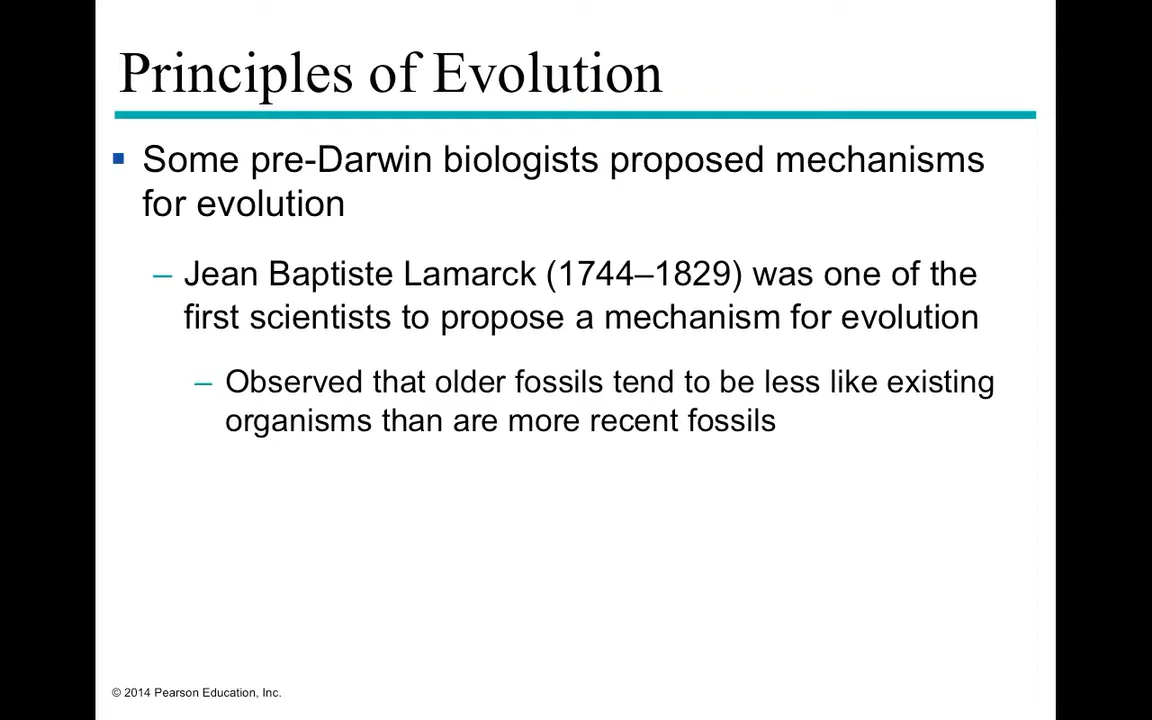 Principles of Evolution
▪ Some pre-Darwin biologists proposed mechanisms
for evolution
– Jean Baptiste Lamarck (1744–1829) was one of the
first scientists to propose a mechanism for evolution
– Observed that older fossils tend to be less like existing
organisms than are more recent fossils
© 2014 Pearson Education, Inc.